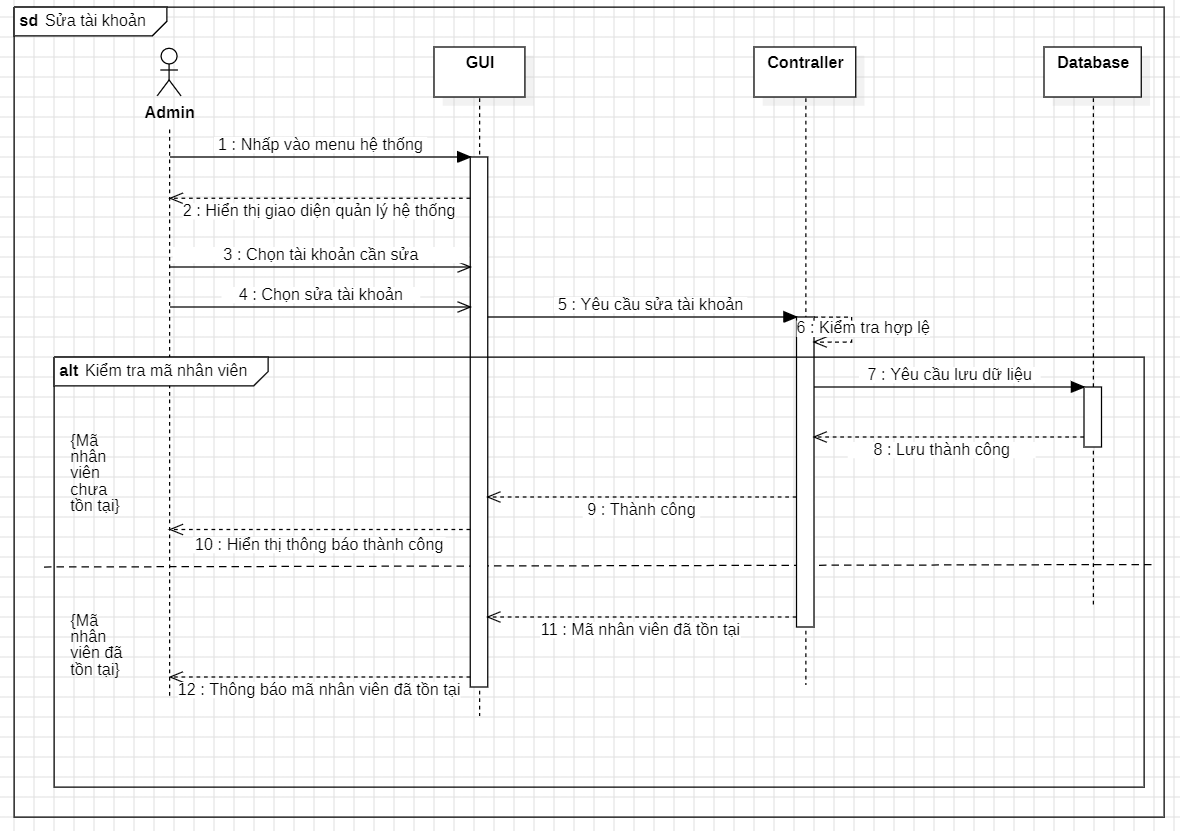 sd Sửa tài khoản
GUI
Contraller
Database
Admin
1 : Nhấp vào menu hệ thống
2 : Hiển thị giao diện quản lý hệ thống
3 : Chọn tài khoản cần sửa
4 : Chọn sửa tài khoản
5 : Yêu cầu sửa tài khoản
6 : Kiểm tra hợp lệ
alt Kiểm tra mã nhân viên
7 : Yêu cầu lưu dữ liệu
{Mã
nhân
viên
chưa
tồn tại}
8 : Lưu thành công
9 : Thành công
10 : Hiển thị thông báo thành công
{Mã
nhân
viên đã
tồn tại}
11 : Mã nhân viên đã tồn tại
12 : Thông báo mã nhân viên đã tồn tại